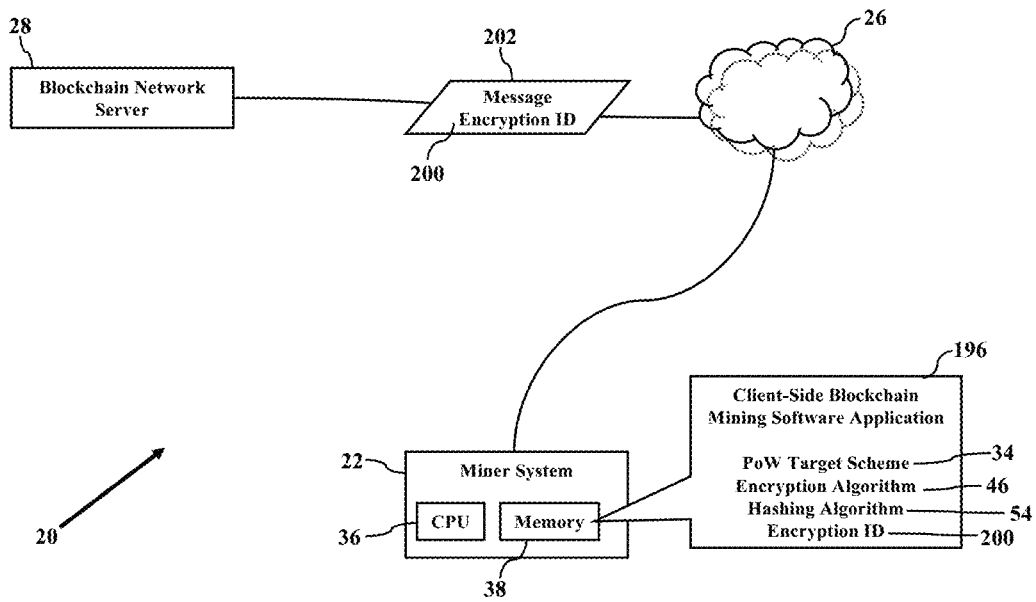 28
202
26
Blockchain Network
Server
Message
Encryption ID
200
196
Client-Side Blockchain
Mining Software Application
PoW Target Scheme
34
Encryption Algorithm
46
Hashing Algorithm
54
Encryption ID
200
22
Miner System
CPU
Memory
36
38
20